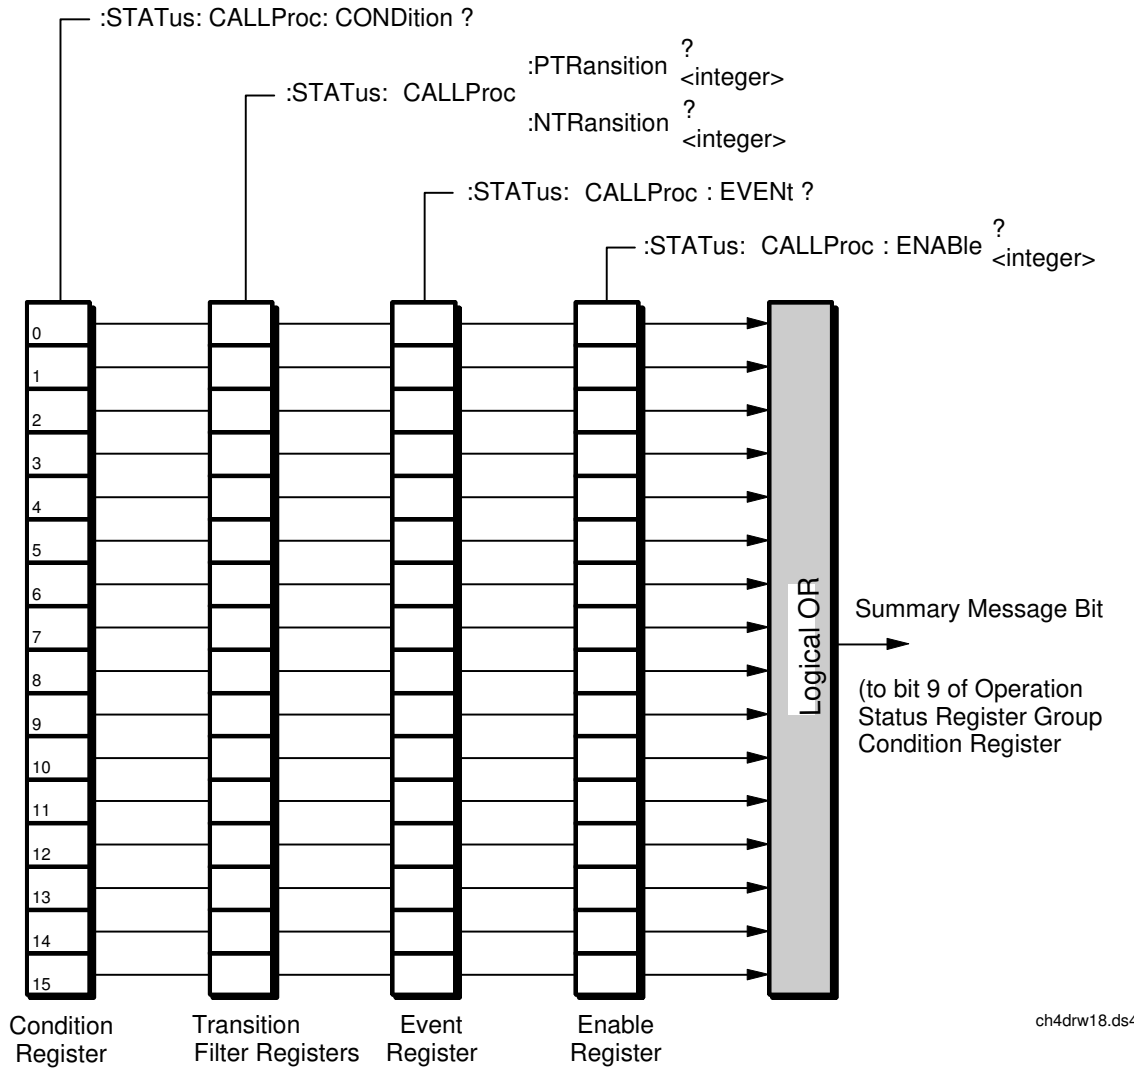 :STATus: CALLProc: CONDition ?
?
:PTRansition
<integer>
:STATus: CALLProc
?
:NTRansition
<integer>
:STATus: CALLProc : EVENt ?
?
:STATus: CALLProc : ENABle
<integer>
0
1
2
3
4
5
6
7
8
9
10
11
12
13
14
15
Logical OR
Summary Message Bit
(to bit 9 of Operation
Status Register Group
Condition Register
Condition
Register
Transition
Filter Registers
Event
Register
Enable
Register
ch4drw18.ds4